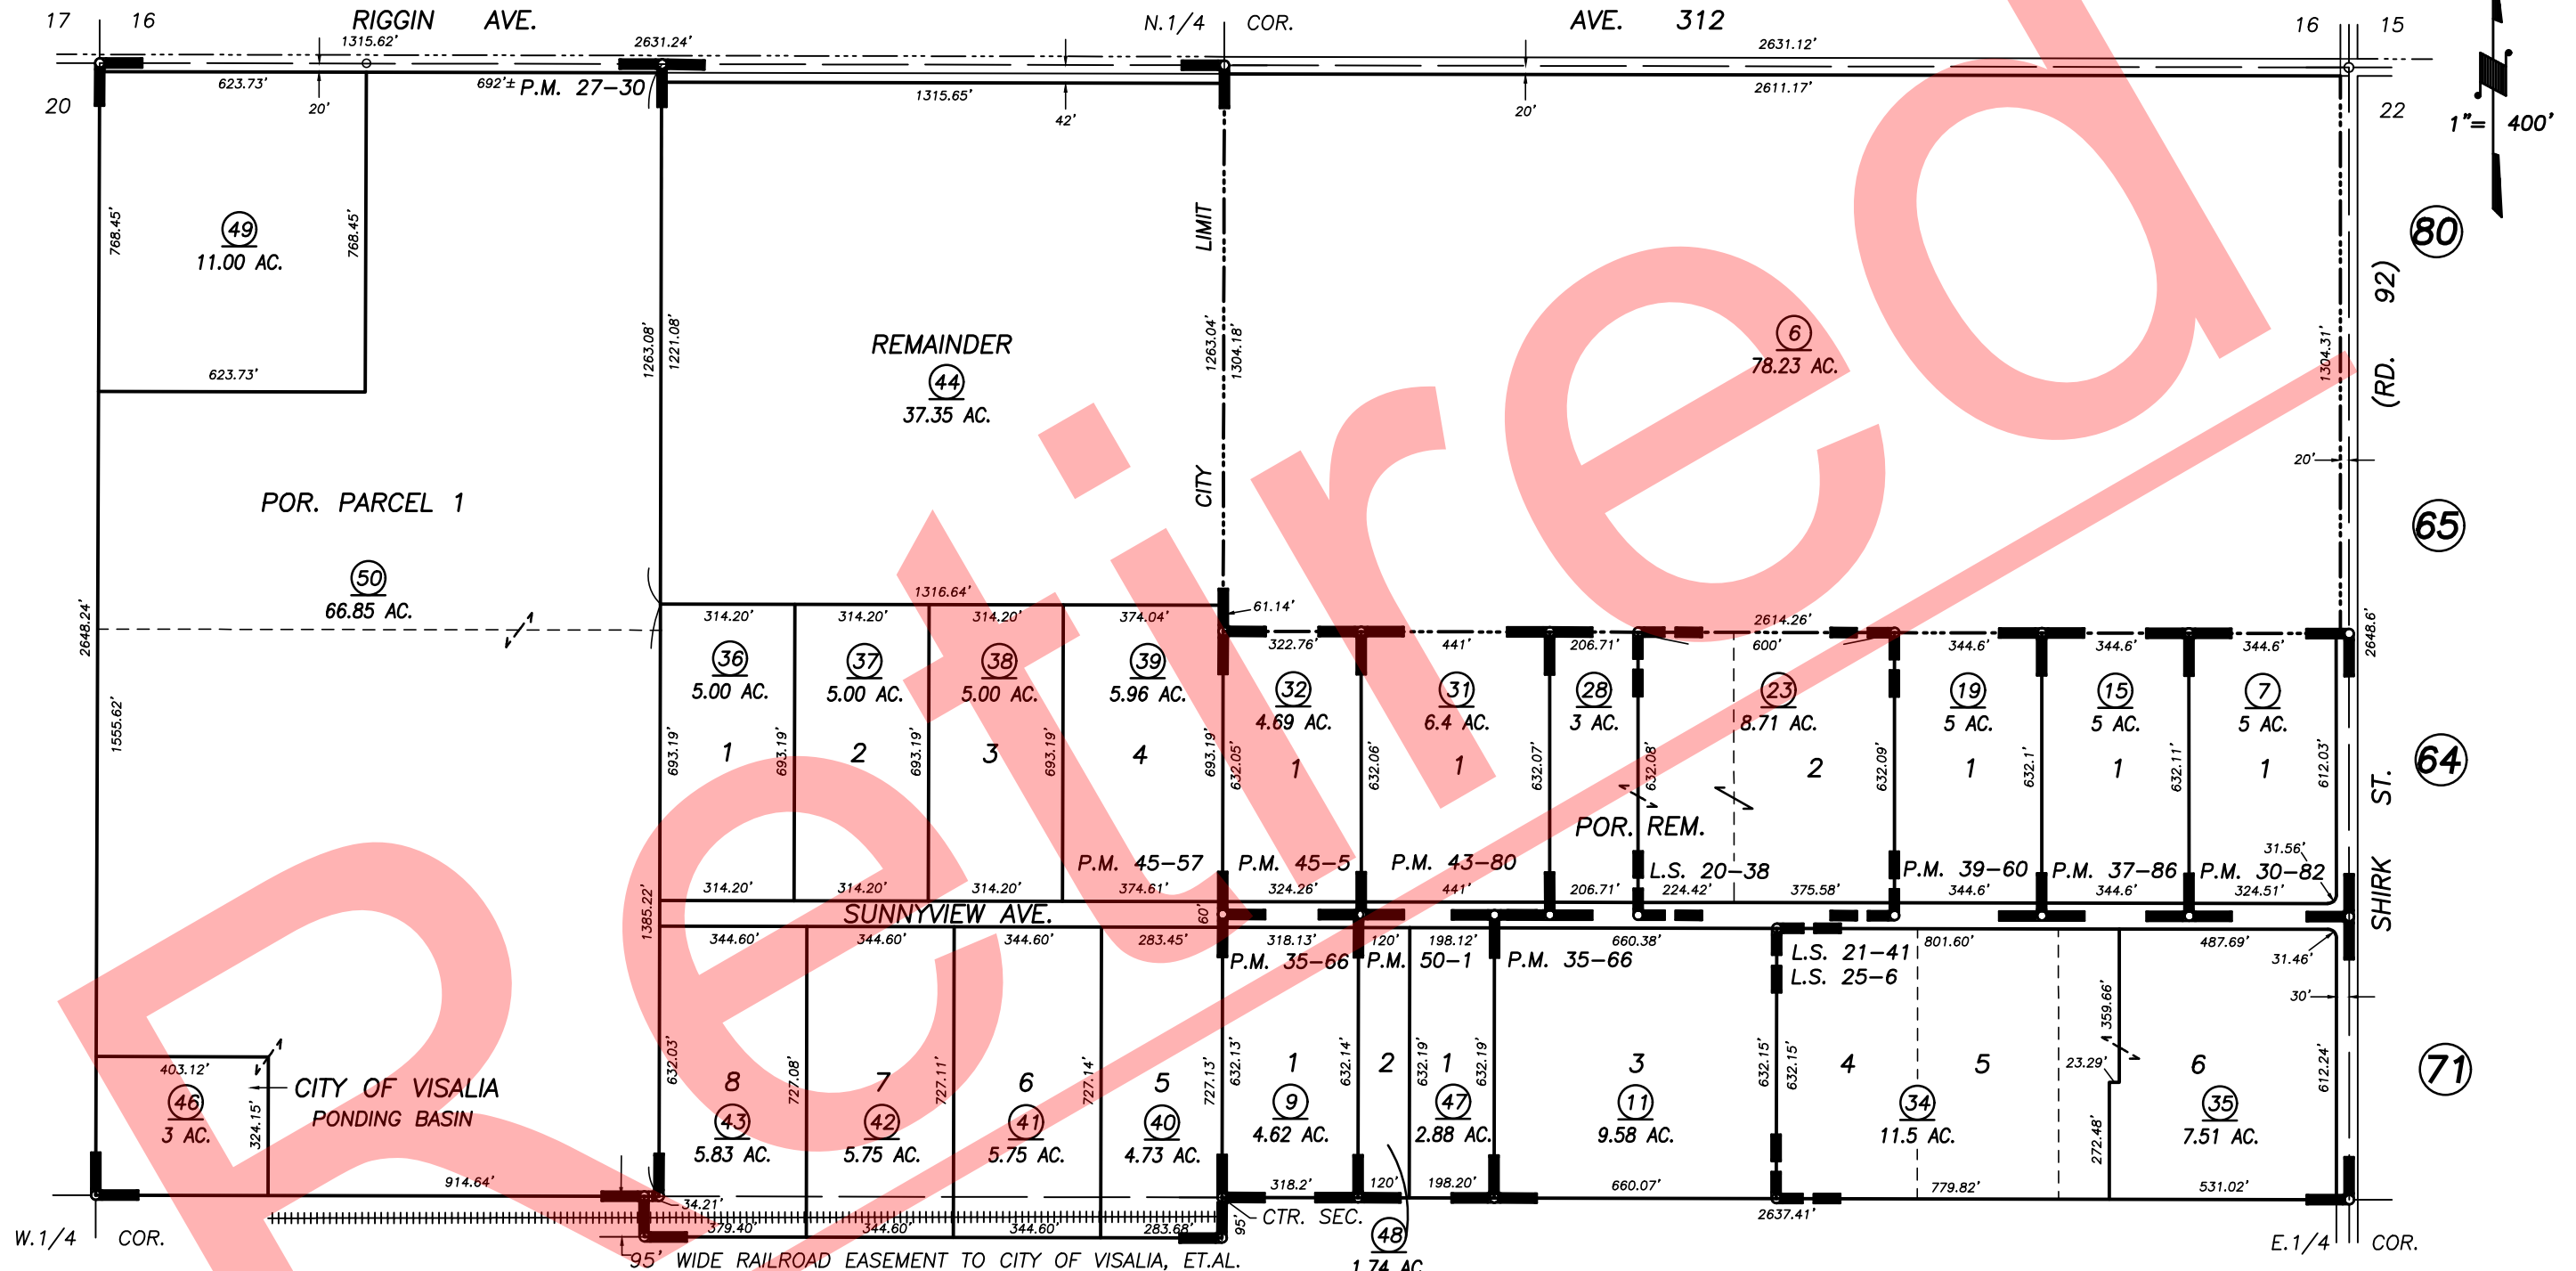 17 16 RIGGIN AVE. N.1/4 COR. AVE. 312 16 15
1315.62' 2631.24' 2631.12'
623.73' 692'± P.M. 27-30 1315.65' 2611.17'
20 20' 42' 20' 22
1"= 400'
768.45' 768.45'
49
11.00 AC.
623.73'
POR. PARCEL 1
50
66.85 AC.
2648.24'
1555.62'
1263.08' 1221.08'
REMAINDER
44
37.35 AC.
CITY LIMIT
1263.04' 1304.18'
6
78.23 AC.
1304.31'
20'
80
65
64
71
SHIRK ST. (RD. 92)
2648.6'
1316.64'
61.14'
2614.26'
314.20' 314.20' 314.20' 374.04'
322.76' 441' 206.71' 600' 344.6' 344.6' 344.6'
36
5.00 AC.
1
37
5.00 AC.
2
38
5.00 AC.
3
39
5.96 AC.
4
32
4.69 AC.
1
31
6.4 AC.
1
28
3 AC.
23
8.71 AC.
2
19
5 AC.
1
15
5 AC.
1
7
5 AC.
1
693.19' 693.19' 693.19' 693.19' 693.19' 632.05' 632.06' 632.07' 632.08' 632.09' 632.1' 632.11' 612.03'
POR. REM.
31.56'
P.M. 45-57 P.M. 45-5 P.M. 43-80 L.S. 20-38 P.M. 39-60 P.M. 37-86 P.M. 30-82
314.20' 314.20' 314.20' 374.61' 324.26' 441' 206.71' 224.42' 375.58' 344.6' 344.6' 324.51'
1385.22'
SUNNYVIEW AVE. 60'
344.60' 344.60' 344.60' 283.45' 318.13' 120' 198.12' 660.38' 801.60' 487.69'
31.46'
30'
P.M. 35-66 P.M. 50-1 P.M. 35-66
L.S. 21-41
L.S. 25-6
359.66'
23.29'
272.48'
632.03' 727.08' 727.11' 727.14' 727.13' 632.13' 632.14' 632.19' 632.19' 632.15' 632.15' 612.24'
403.12'
46
3 AC.
324.15'
CITY OF VISALIA
PONDING BASIN
8
43
5.83 AC.
7
42
5.75 AC.
6
41
5.75 AC.
5
40
4.73 AC.
1
9
4.62 AC.
2
1
47
2.88 AC.
3
11
9.58 AC.
4 5
34
11.5 AC.
6
35
7.51 AC.
914.64' 318.2' 120' 198.20' 660.07' 779.82' 531.02'
34.21'
379.40' 344.60' 344.60' 283.68' 95' CTR. SEC. 2637.41'
W.1/4 COR. E.1/4 COR.
48
1.74 AC.
95' WIDE RAILROAD EASEMENT TO CITY OF VISALIA, ET.AL.
Retired